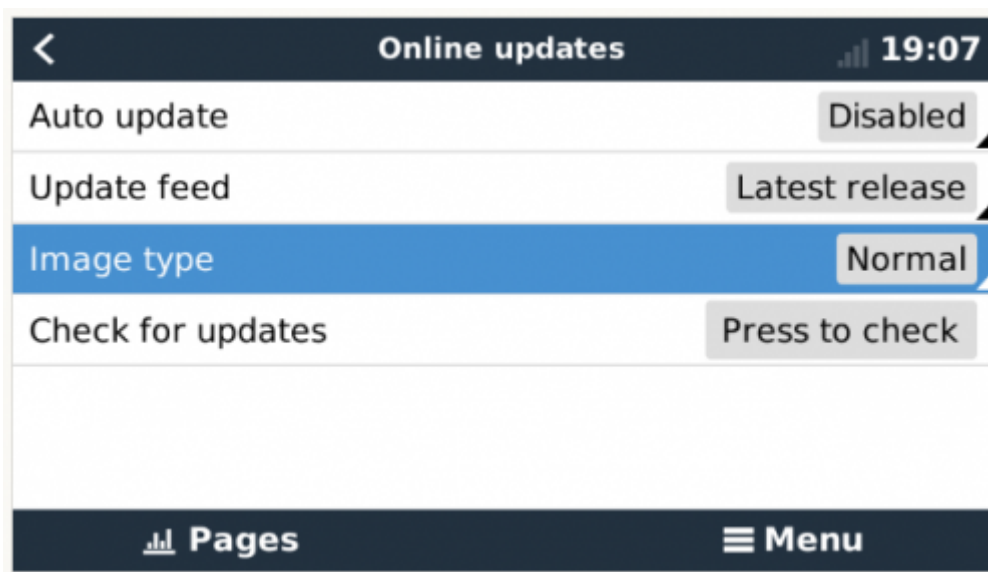 Online updates 19:07
Auto update Disabled
Update feed Latest release
Image type Normal
Check for updates Press to check
Pages Menu